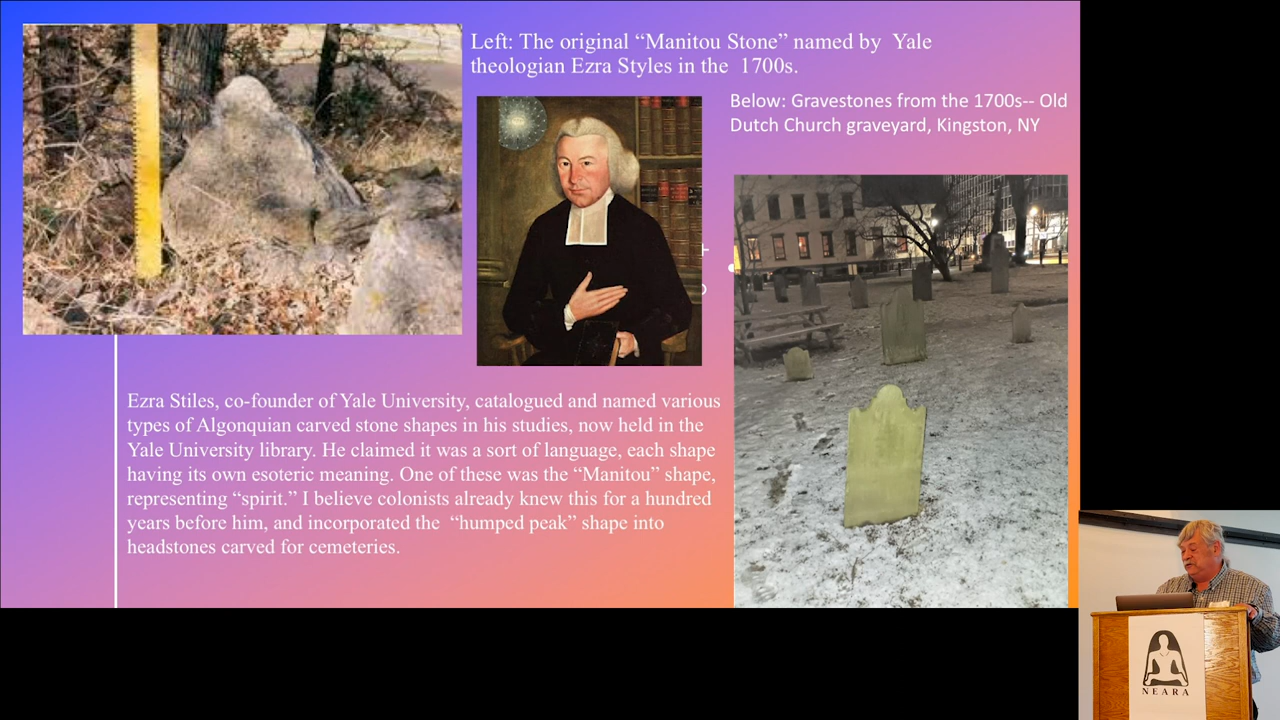 Left: The original “Manitou Stone” named by  Yale
theologian Ezra Styles in the  1700s.
Below: Gravestones from the 1700s-- Old
Dutch Church graveyard, Kingston, NY
Ezra Stiles, co-founder of Yale University, catalogued and named various
types of Algonquian carved stone shapes in his studies, now held in the
Yale University library. He claimed it was a sort of language, each shape
having its own esoteric meaning. One of these was the “Manitou” shape,
representing “spirit.” I believe colonists already knew this for a hundred
years before him, and incorporated the  “humped peak” shape into
headstones carved for cemeteries.
NEARA